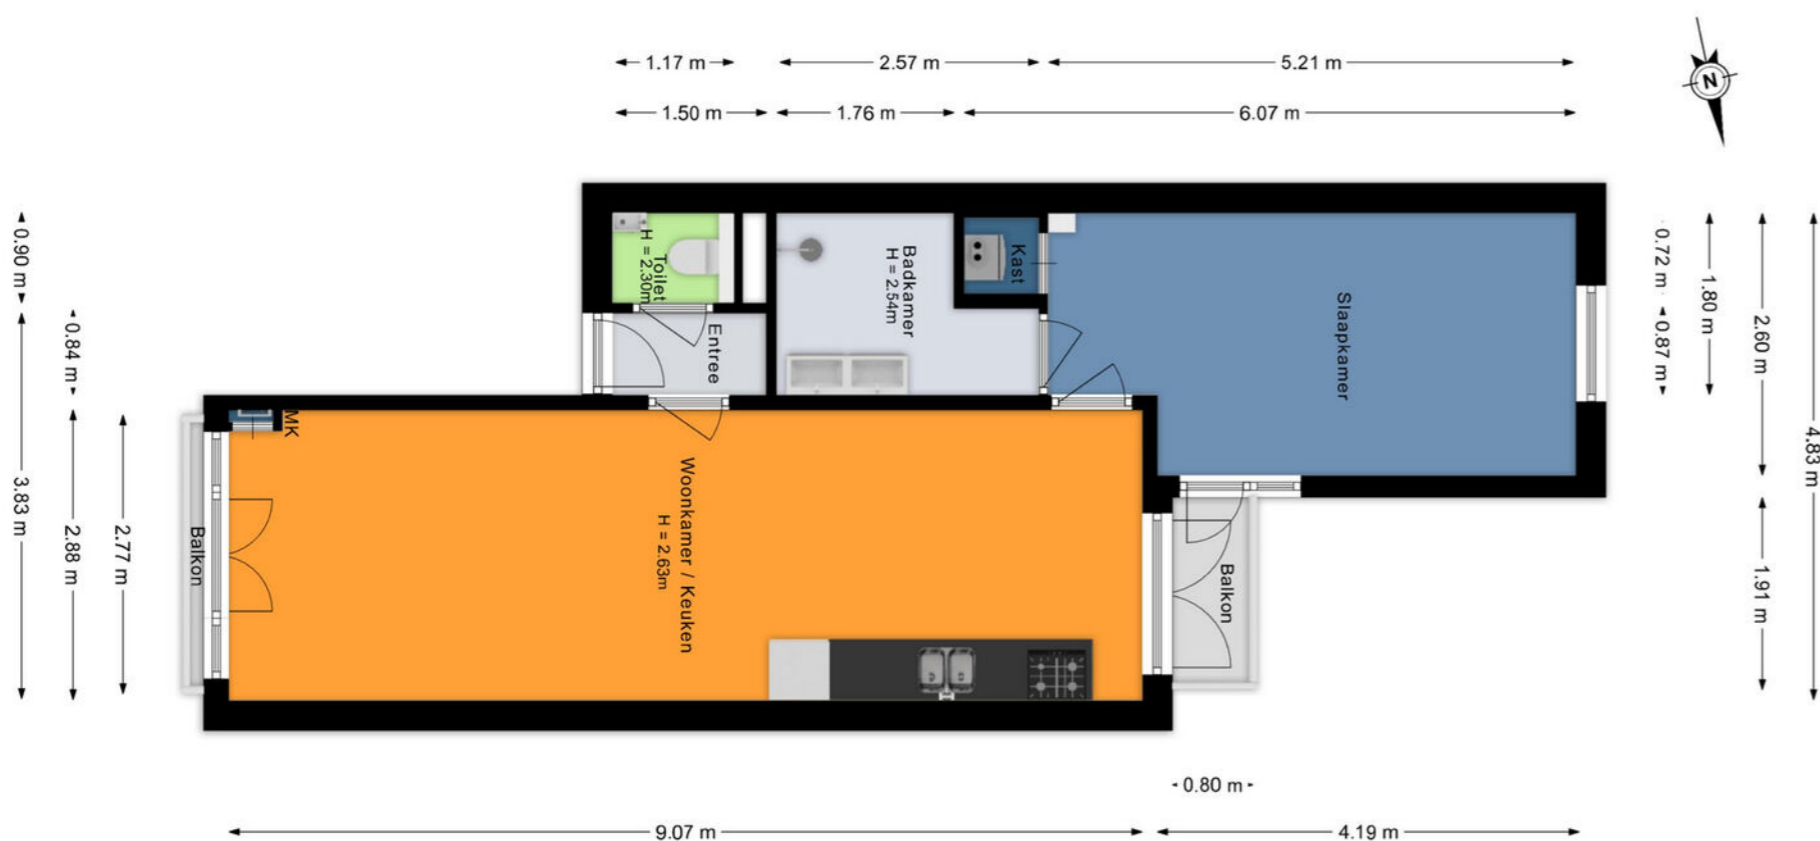 1.17 m
2.57 m
5.21 m
1.50 m
1.76 m
6.07 m
N
0.90 m
3.83 m
0.84 m
2.88 m
2.77 m
Toilet
H = 2.30m
Entree
Badkamer
H = 2.54m
Kast
Slaapkamer
MK
Balkon
Woonkamer / Keuken
H = 2.63m
Balkon
0.72 m
0.87 m
1.80 m
2.60 m
1.91 m
4.83 m
0.80 m
9.07 m
4.19 m